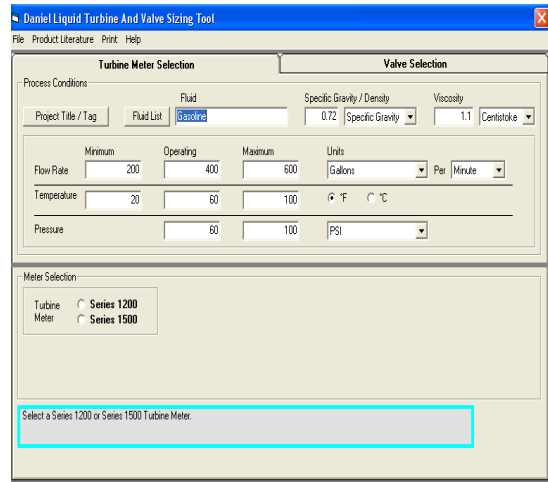 Daniel Liquid Turbine And Valve Sizing Tool
File Product Literature Print Help
Turbine Meter Selection Valve Selection
Process Conditions
Fluid Specific Gravity / Density Viscosity
Project Title / Tag Fluid List Gasoline 0.72 Specific Gravity 1.1 Centistoke
Minimum Operating Maximum Units
Flow Rate 200 400 600 Gallons Per Minute
Temperature 20 60 100 °F °C
Pressure 60 100 PSI
Meter Selection
Turbine Meter Series 1200
Series 1500
Select a Series 1200 or Series 1500 Turbine Meter.